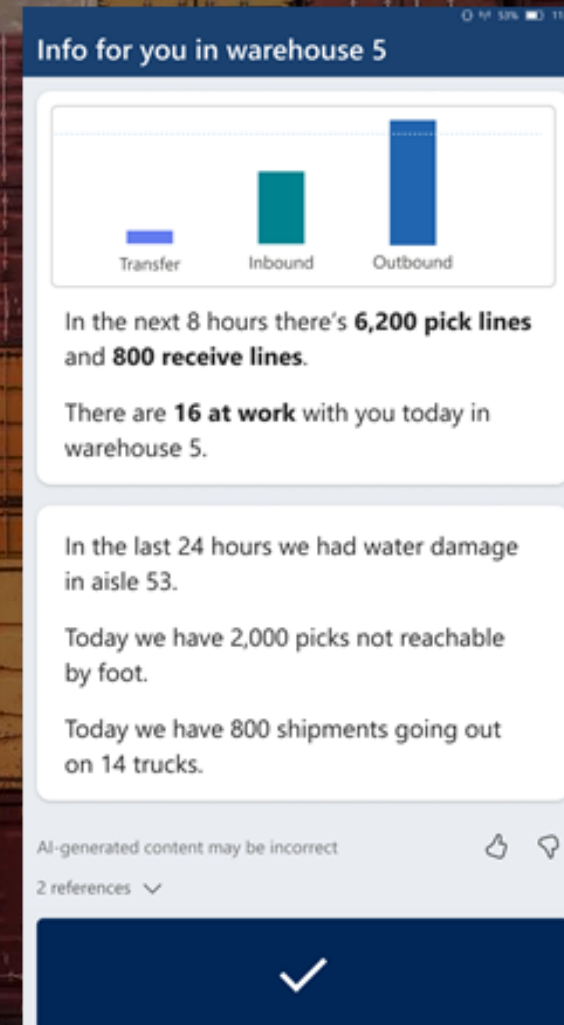 53%
Info for you in warehouse 5
Transfer
Inbound
Outbound
In the next 8 hours there's 6,200 pick lines
and 800 receive lines.
There are 16 at work with you today in
warehouse 5.
In the last 24 hours we had water damage
in aisle 53.
Today we have 2,000 picks not reachable
by foot.
Today we have 800 shipments going out
on 14 trucks.
AI-generated content may be incorrect
2 references